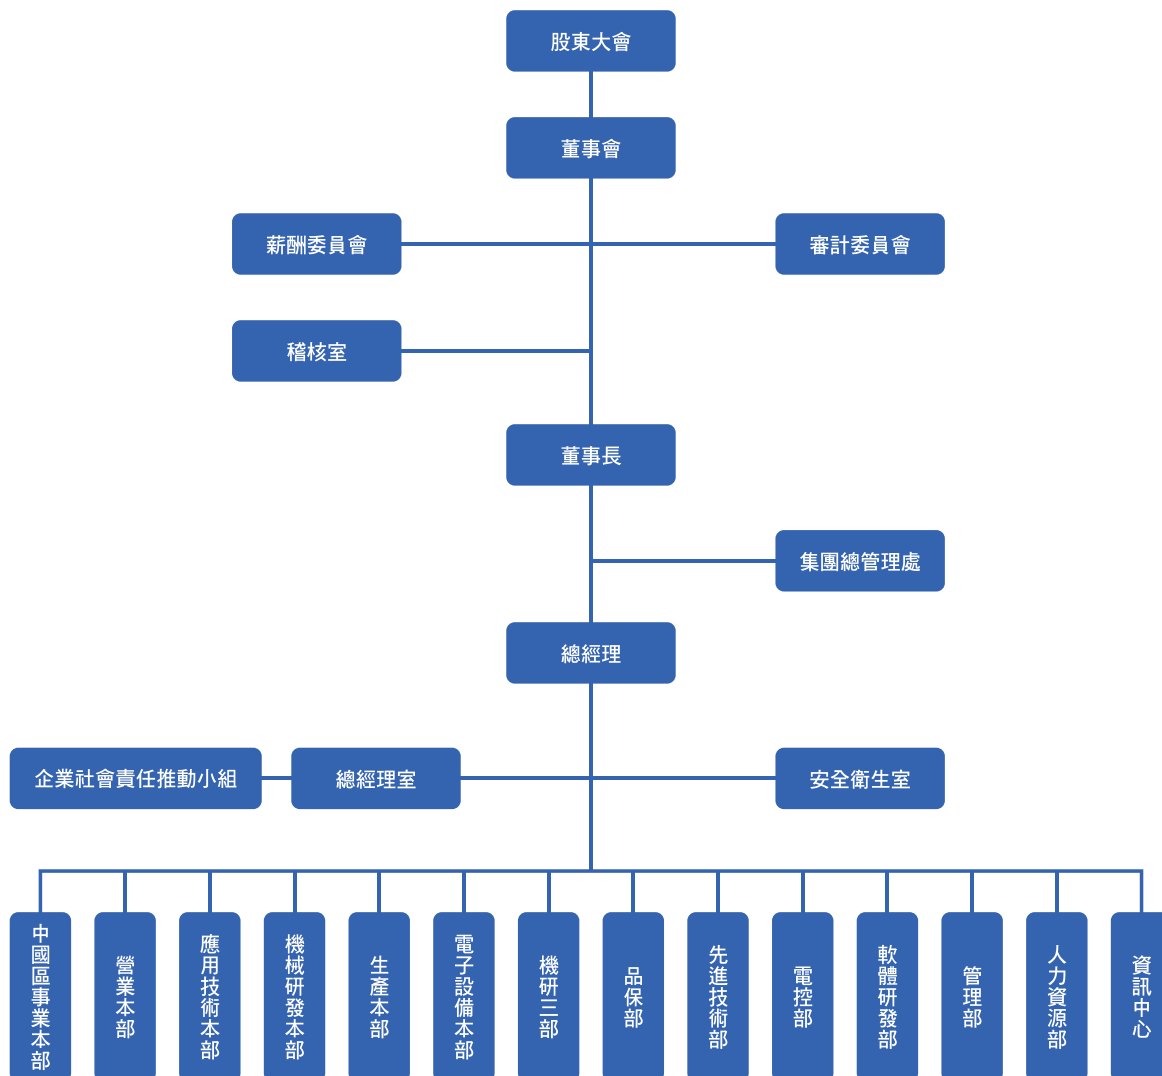 股東大會
董事會
薪酬委員會
審計委員會
稽核室
董事長
集團總管理處
總經理
企業社會責任推動小組
總經理室
安全衛生室
中國區事業本部
營業本部
應用技術本部
機械研發本部
生產本部
電子設備本部
機研三部
品保部
先進技術部
電控部
軟體研發部
管理部
人力資源部
資訊中心